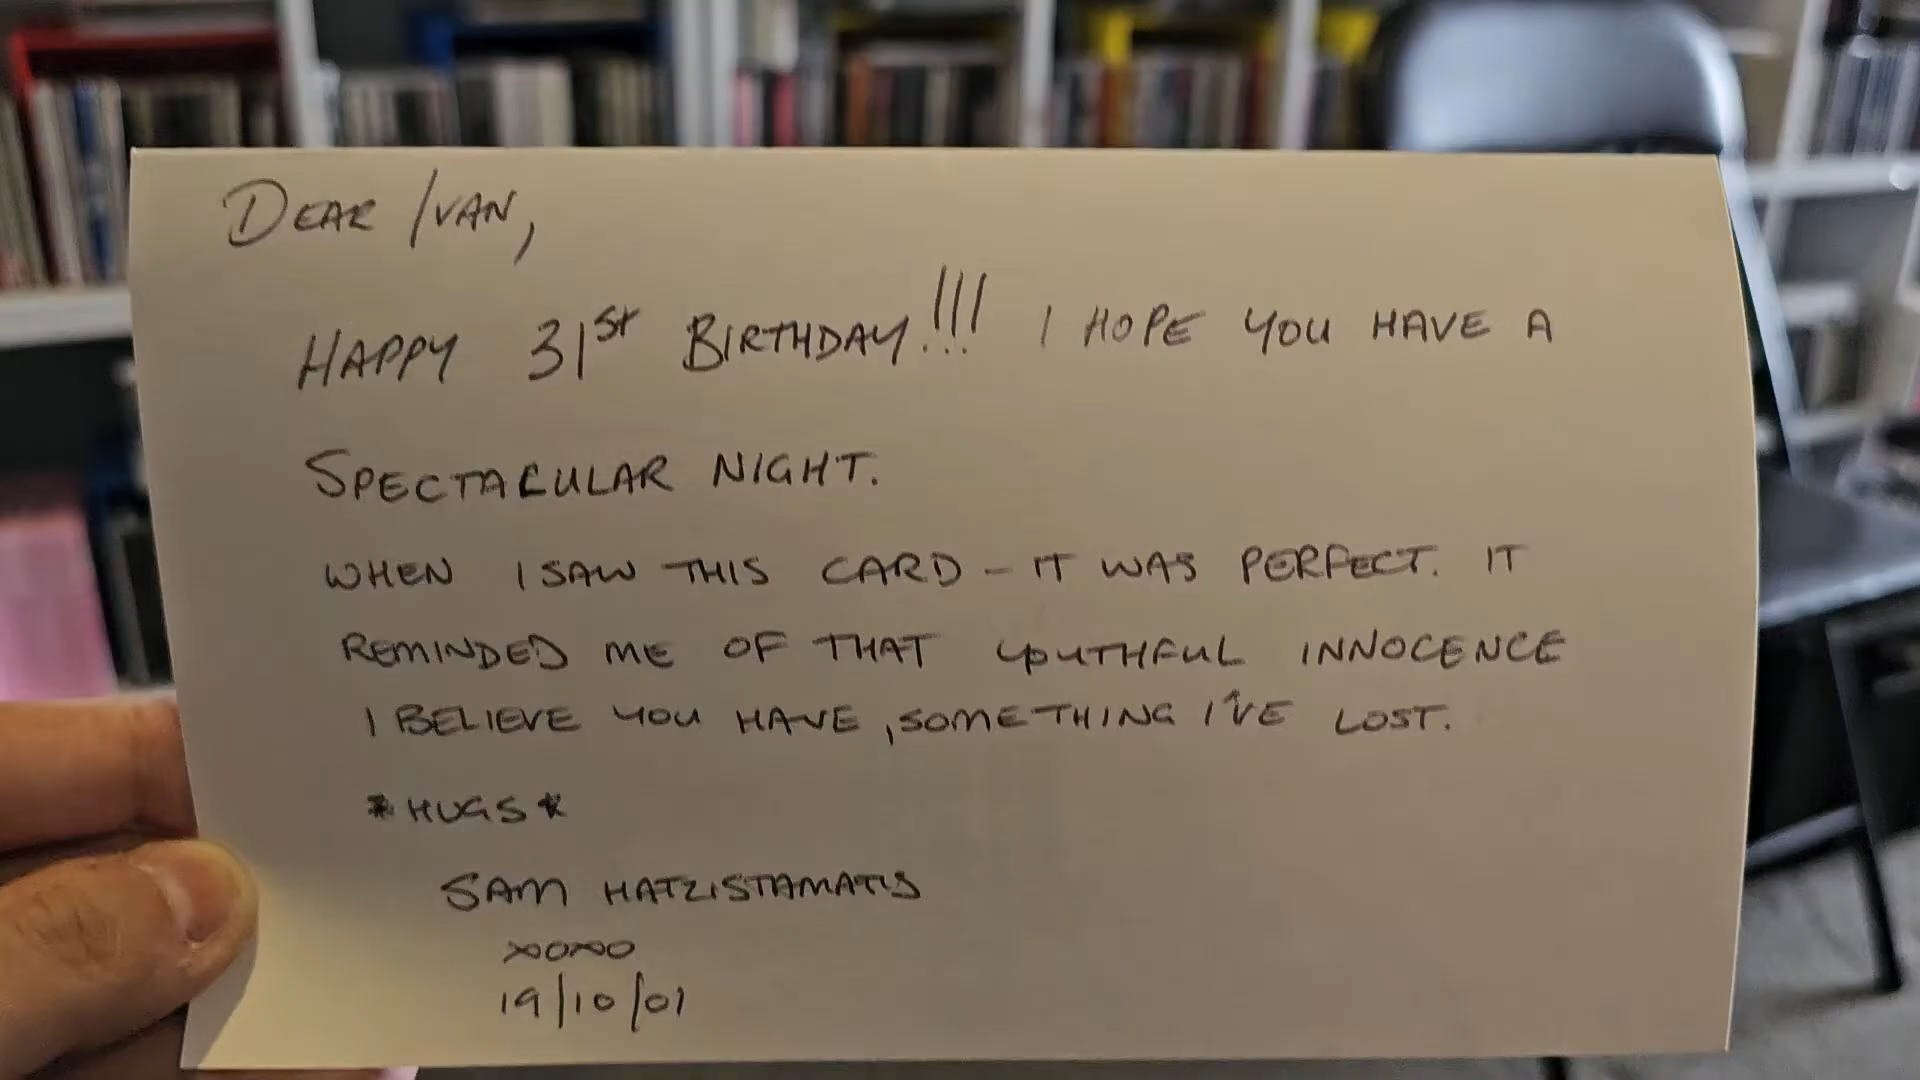 DEAR IVAN,
HAPPY 31ST BIRTHDAY!!! I HOPE YOU HAVE A
SPECTACULAR NIGHT.
WHEN I SAW THIS CARD - IT WAS PERFECT. IT
REMINDED ME OF THAT YOUTHFUL INNOCENCE
I BELIEVE YOU HAVE, SOMETHING I'VE LOST.
*HUGS*
SAM HATZISTAMATIS
XOXO
19/10/01